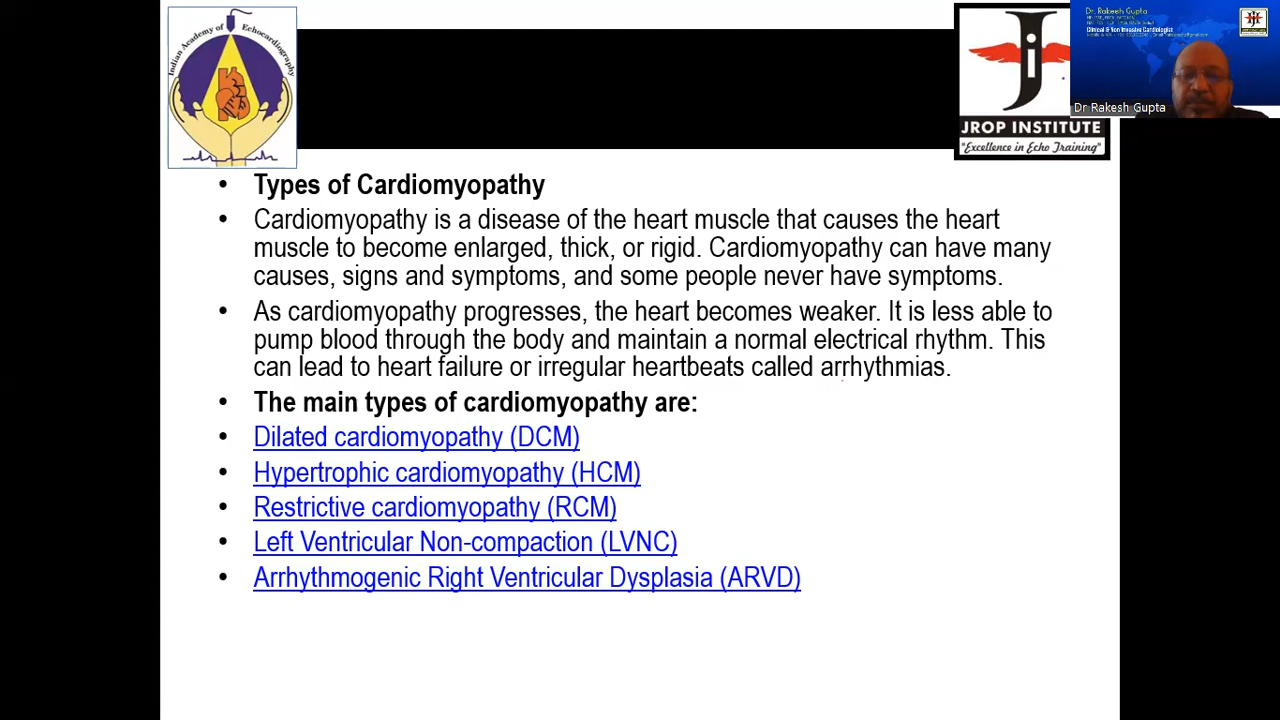 Indian Academy of Echocardiography
JROP INSTITUTE
"Excellence in Echo Training"
Dr. Rakesh Gupta
Clinical & Non Invasive Cardiologist
Dr Rakesh Gupta
• Types of Cardiomyopathy
• Cardiomyopathy is a disease of the heart muscle that causes the heart
muscle to become enlarged, thick, or rigid. Cardiomyopathy can have many
causes, signs and symptoms, and some people never have symptoms.
• As cardiomyopathy progresses, the heart becomes weaker. It is less able to
pump blood through the body and maintain a normal electrical rhythm. This
can lead to heart failure or irregular heartbeats called arrhythmias.
• The main types of cardiomyopathy are:
• Dilated cardiomyopathy (DCM)
• Hypertrophic cardiomyopathy (HCM)
• Restrictive cardiomyopathy (RCM)
• Left Ventricular Non-compaction (LVNC)
• Arrhythmogenic Right Ventricular Dysplasia (ARVD)